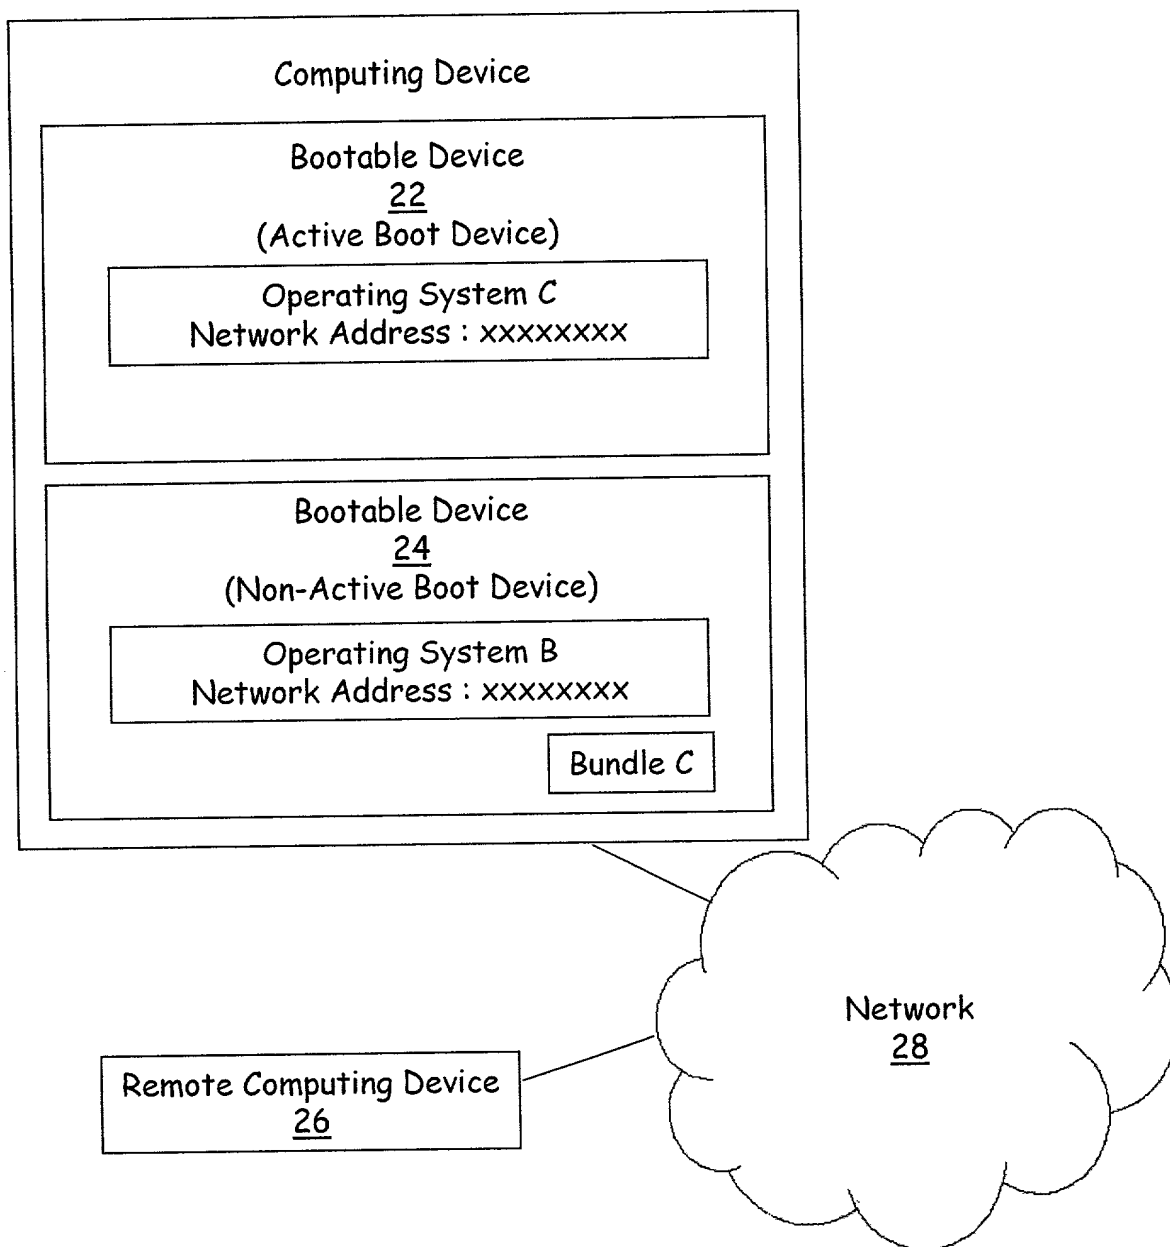 Computing Device
Bootable Device
22
(Active Boot Device)
Operating System C
Network Address : xxxxxxxx
Bootable Device
24
(Non-Active Boot Device)
Operating System B
Network Address : xxxxxxxx
Bundle C
Network
28
Remote Computing Device
26